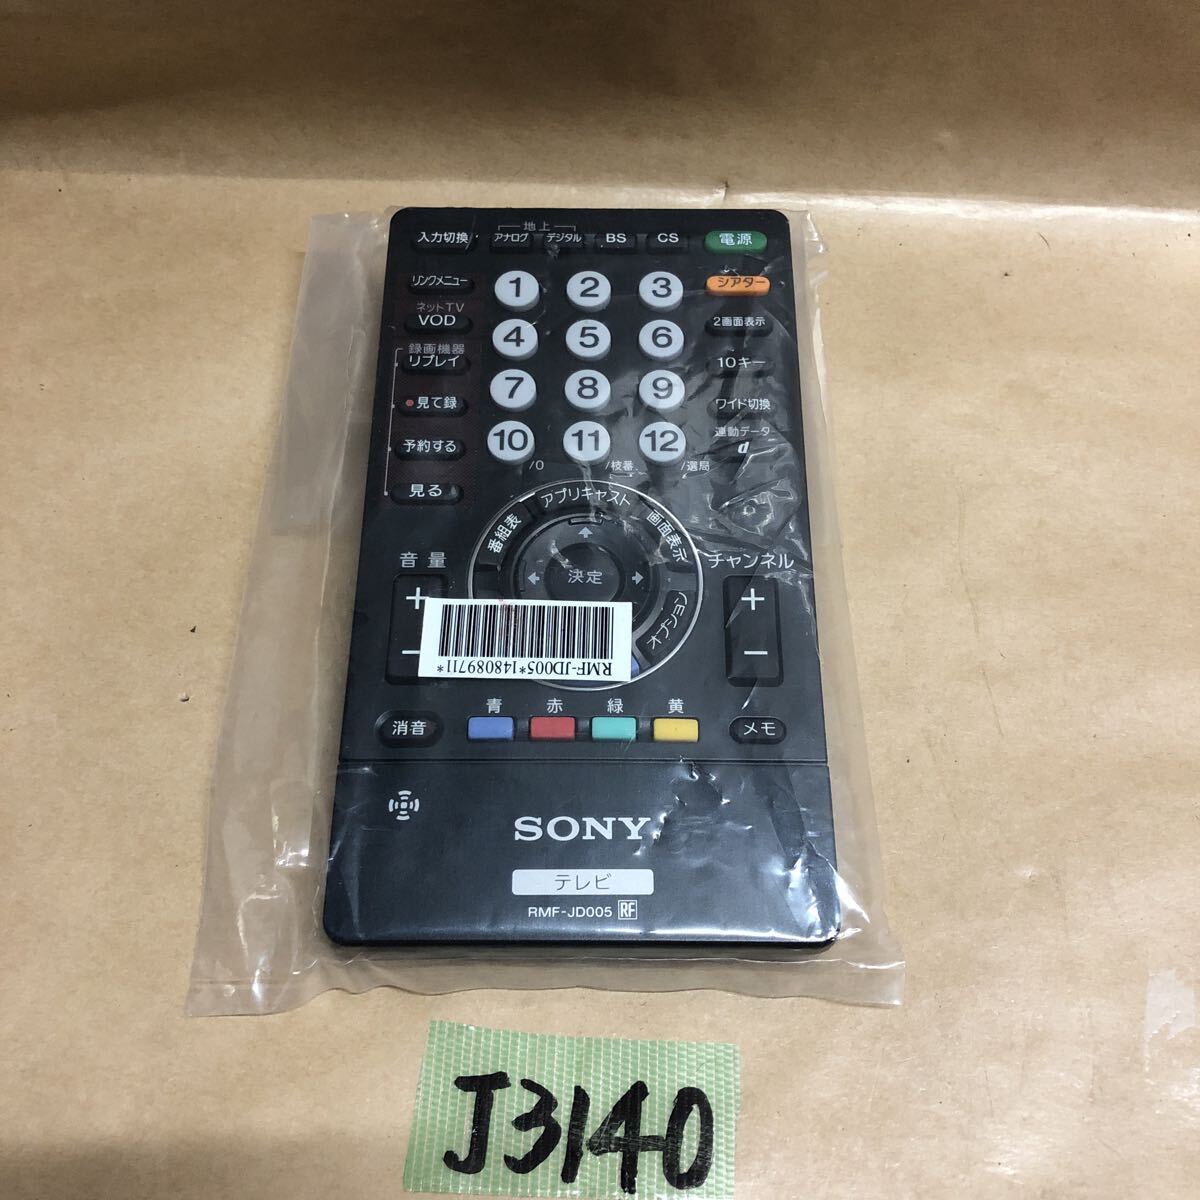 地上
入力切換 アナログ デジタル BS CS 電源
リンクメニュー 1 2 3 シアター
ネットTV
VOD 4 5 6 2画面表示
録画機器
リプレイ 10キー
見て録 7 8 9 ワイド切換
連動データ
予約する 10 11 12 d
/0 /枝番 /選局
見る
アプリキャスト
番組表 画面表示
音量 チャンネル
決定
+ +
オプション
− −
RMF-JD005*148089711*
青 赤 緑 黄
消音 メモ
SONY
テレビ
RMF-JD005 RF
J3140